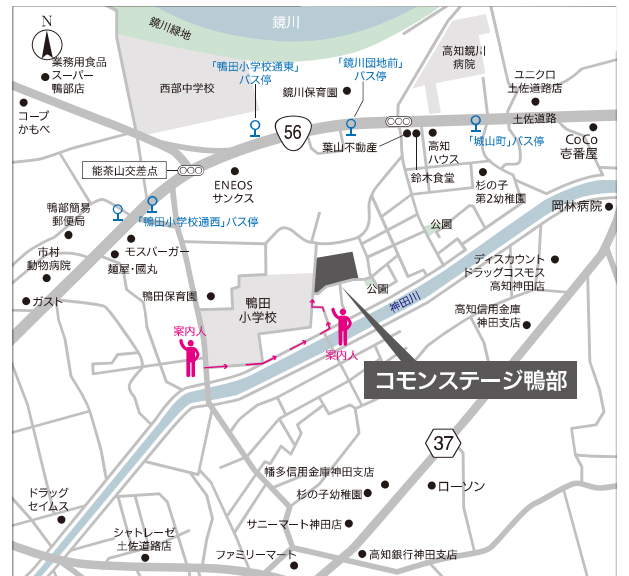 N
鏡川
鏡川緑地
業務用食品
スーパー
鴨部店
コープ
かもべ
西部中学校
「鴨田小学校通東」
バス停
「鏡川団地前」
バス停
鏡川保育園
高知鏡川
病院
ユニクロ
土佐道路店
土佐道路
CoCo
壱番屋
56
葉山不動産
高知
ハウス
「城山町」バス停
鈴木食堂
杉の子
第2幼稚園
能茶山交差点
ENEOS
サンクス
岡林病院
鴨部簡易
郵便局
「鴨田小学校通西」バス停
公園
市村
動物病院
モスバーガー
麺屋・國丸
ディスカウント
ドラッグコスモス
高知神田店
ガスト
鴨田保育園
鴨田
小学校
公園
神田川
高知信用金庫
神田支店
案内人
案内人
コモンステージ鴨部
37
幡多信用金庫神田支店
杉の子幼稚園
ローソン
ドラッグ
セイムス
サニーマート神田店
シャトレーゼ
土佐道路店
ファミリーマート
高知銀行神田支店